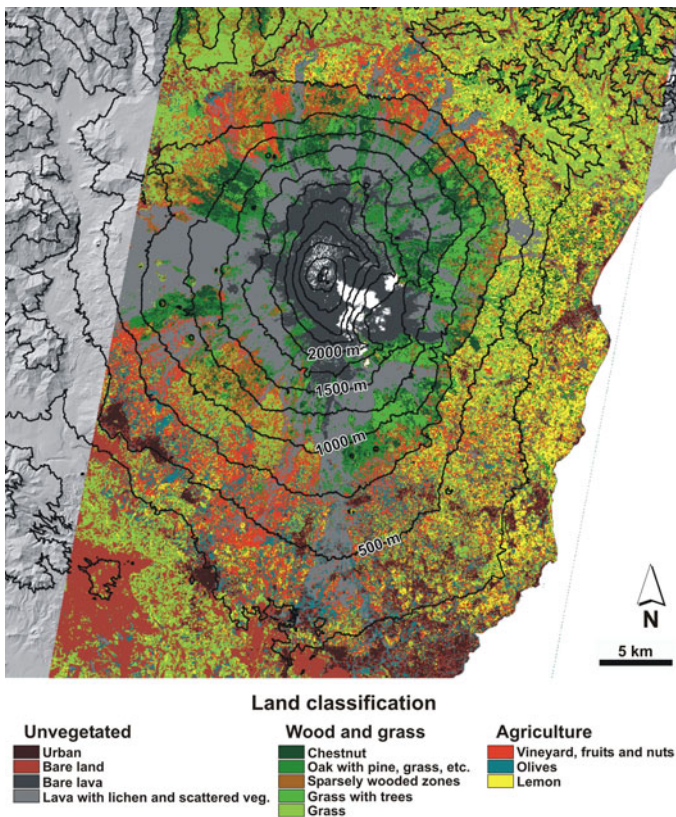 2000 m
1500 m
1000 m
500 m
N
5 km
Land classification
Unvegetated
Urban
Bare land
Bare lava
Lava with lichen and scattered veg.
Wood and grass
Chestnut
Oak with pine, grass, etc.
Sparsely wooded zones
Grass with trees
Grass
Agriculture
Vineyard, fruits and nuts
Olives
Lemon